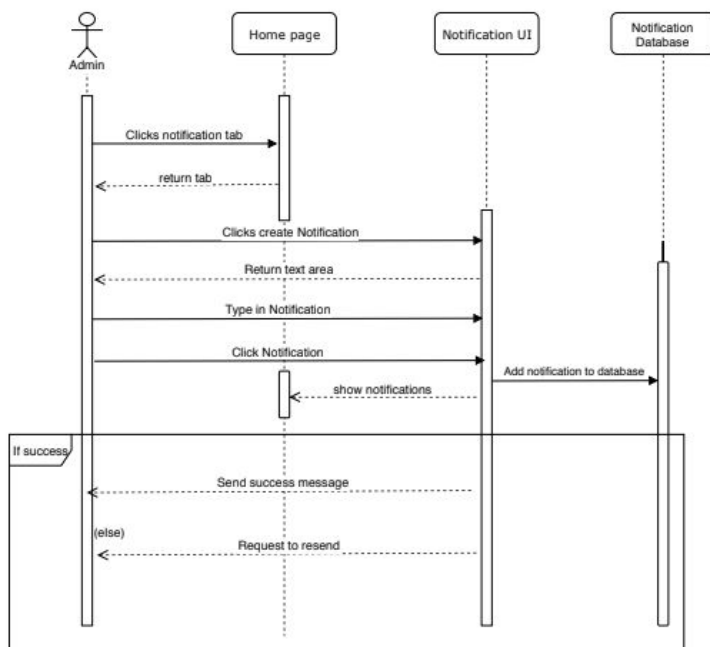 Admin
Home page
Notification UI
Notification
Database
Clicks notification tab
return tab
Clicks create Notification
Return text area
Type in Notification
Click Notification
Add notification to database
show notifications
If success
Send success message
(else)
Request to resend